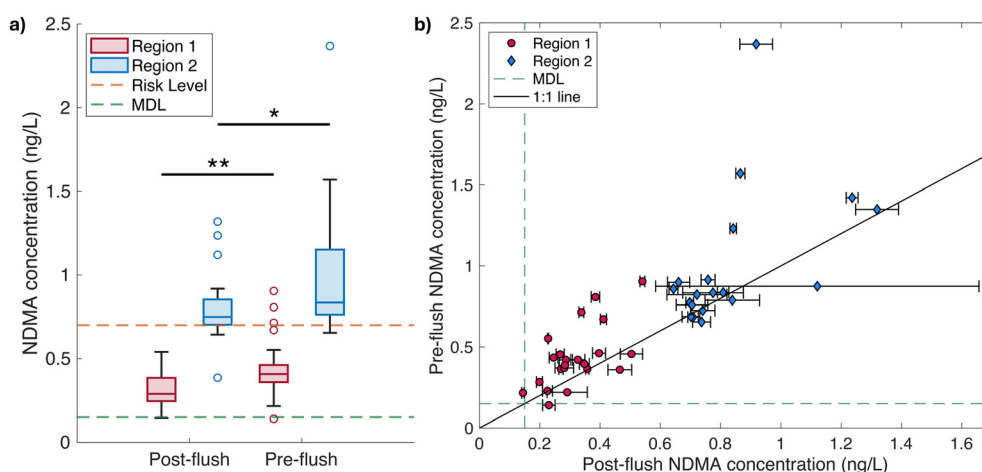 a)
2.5
2
1.5
1
0.5
0
NDMA concentration (ng/L)
Region 1
Region 2
Risk Level
MDL
*
**
Post-flush
Pre-flush
b)
2.5
2
1.5
1
0.5
0
Pre-flush NDMA concentration (ng/L)
Region 1
Region 2
MDL
1:1 line
0 0.2 0.4 0.6 0.8 1 1.2 1.4 1.6
Post-flush NDMA concentration (ng/L)